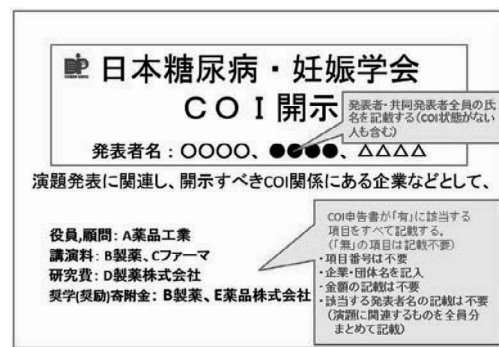 日本糖尿病・妊娠学会
COI開示
発表者・共同発表者全員の氏
名を記載する(COI状態がない
人も含む)
発表者名:○○○○、●●●●、△△△△
演題発表に関連し、開示すべきCOI関係にある企業などとして、
COI申告書が「有」に該当する
項目をすべて記載する。
(「無」の項目は記載不要)
・項目番号は不要
・企業・団体名を記入
・金額の記載は不要
・該当する発表者名の記載は不要
(演題に関連するものを全員分
まとめて記載)
役員,顧問:A薬品工業
講演料:B製薬、Cファーマ
研究費:D製薬株式会社
奨学(奨励)寄附金:B製薬、E薬品株式会社